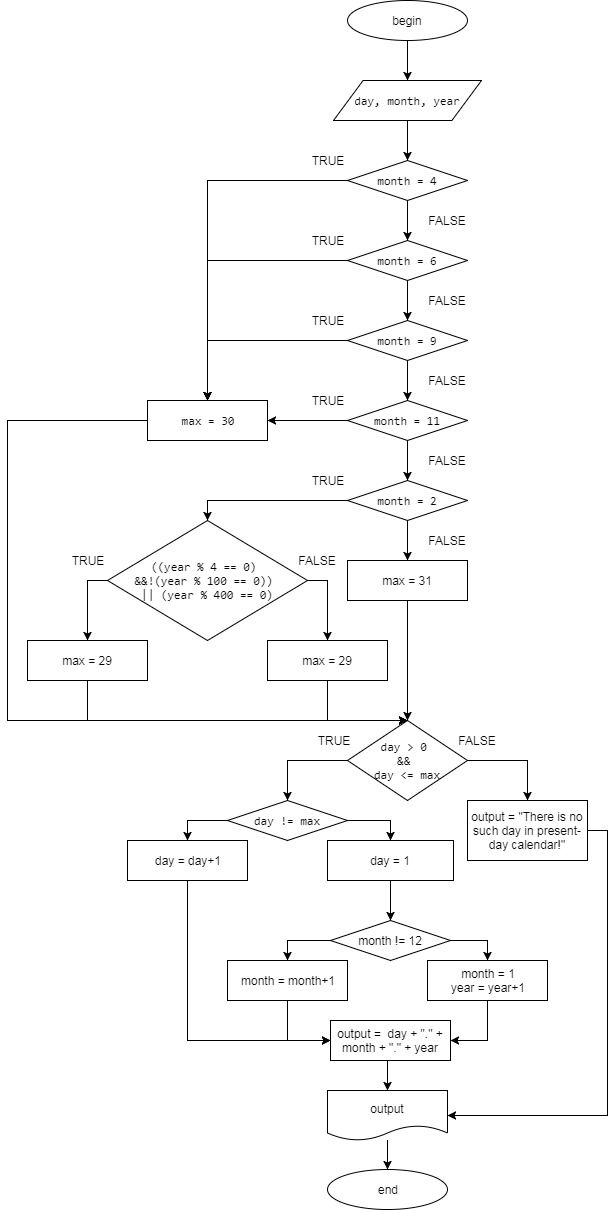 begin
day, month, year
TRUE
month = 4
FALSE
TRUE
month = 6
FALSE
TRUE
month = 9
FALSE
TRUE
max = 30
month = 11
FALSE
TRUE
month = 2
FALSE
TRUE
((year % 4 == 0)
&&!(year % 100 == 0))
|| (year % 400 == 0)
FALSE
max = 31
max = 29
max = 29
TRUE
day > 0
&&
day <= max
FALSE
output = "There is no
such day in present-
day calendar!"
day != max
day = day+1
day = 1
month != 12
month = month+1
month = 1
year = year+1
output = day + "." +
month + "." + year
output
end